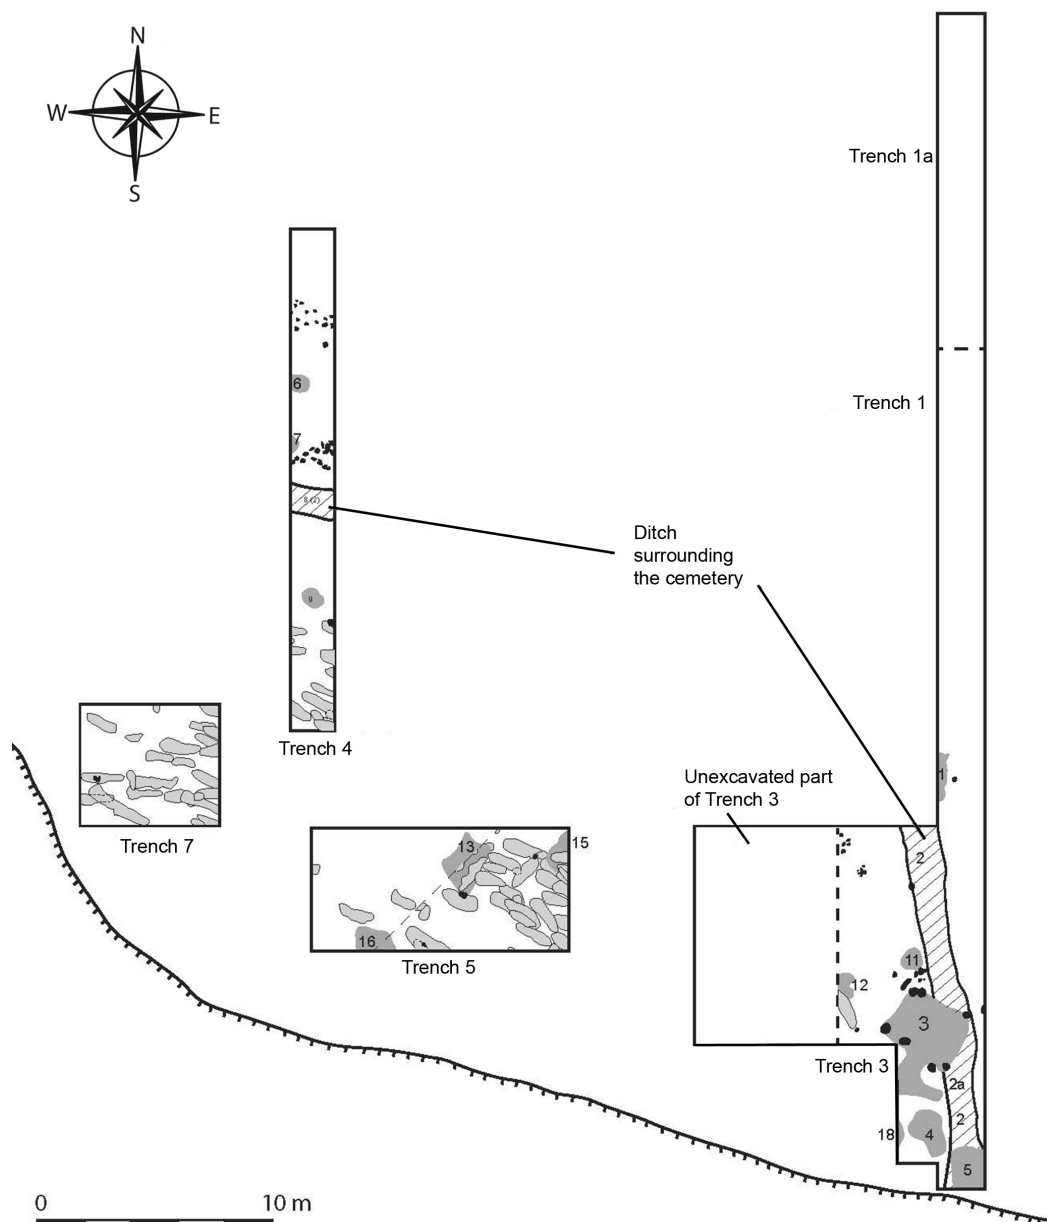 N
W E
S
Trench 1a
6
Trench 1
7
8 (2)
Ditch
surrounding
the cemetery
9
Trench 4
1
Unexcavated part
of Trench 3
Trench 7
13
15
2
16
Trench 5
11
12
3
Trench 3
2a
2
18
4
5
0 10 m